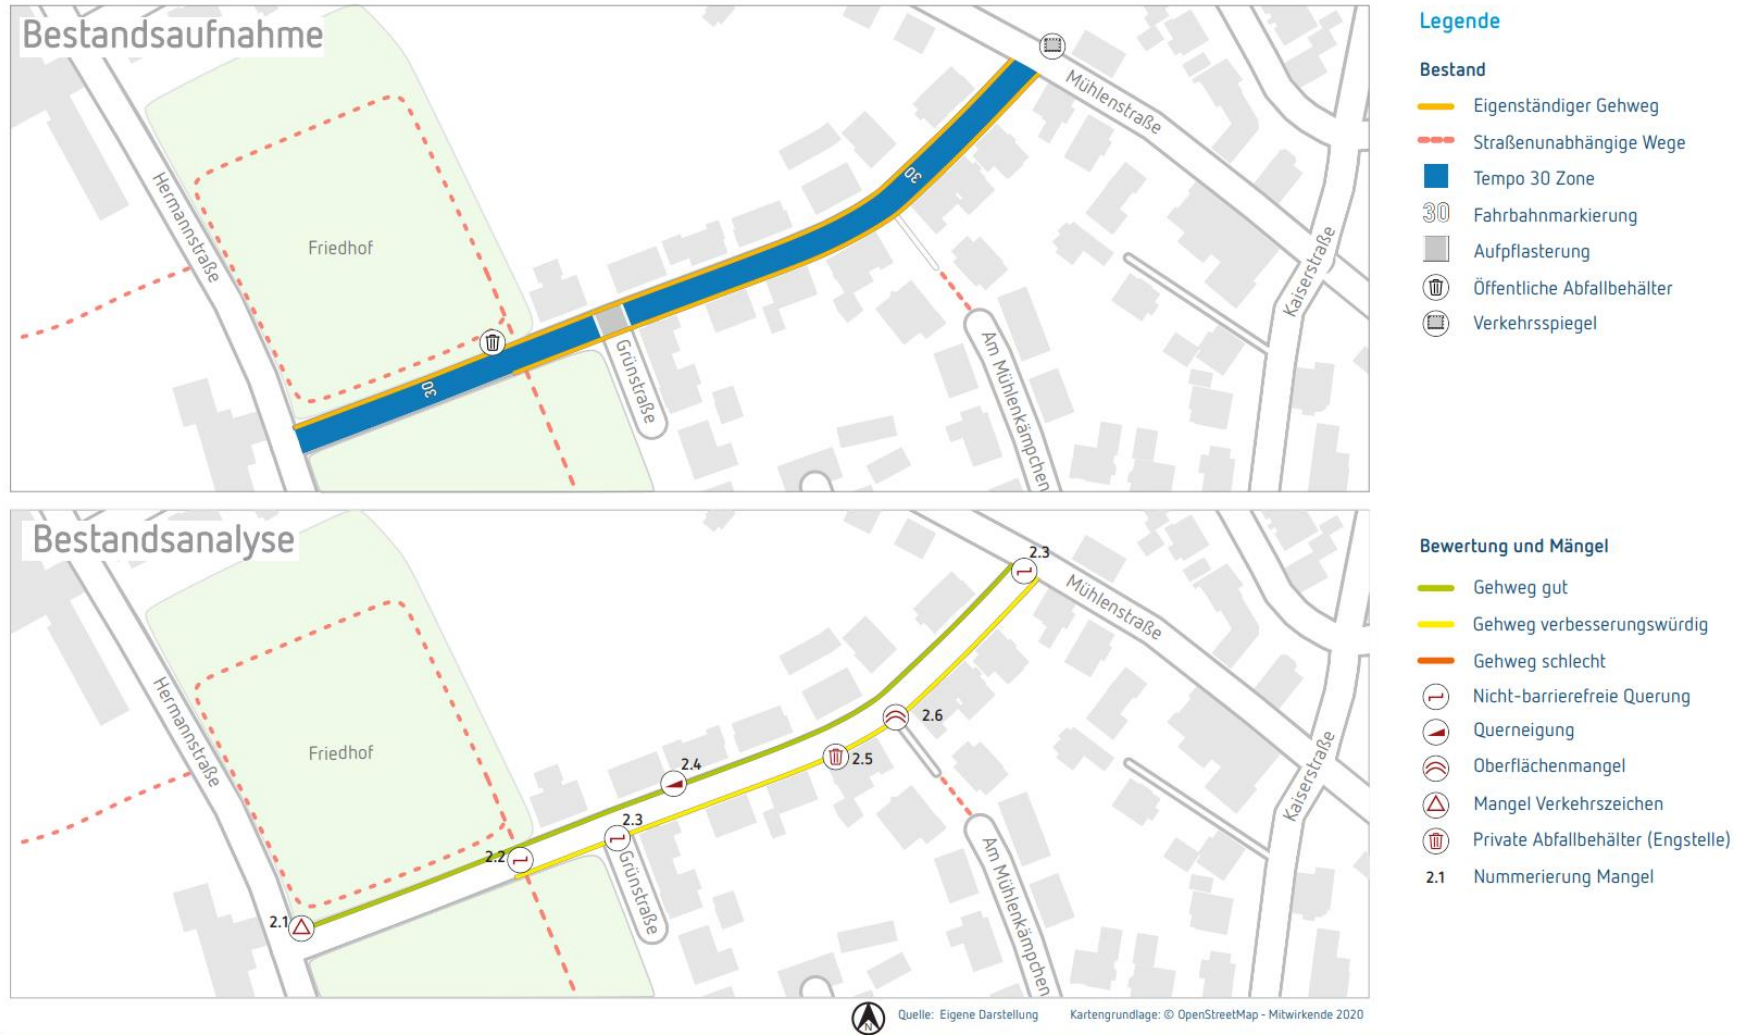 Bestandsaufnahme
Mühlenstraße
Hermannstraße
Friedhof
30
30
Kaiserstraße
Grünstraße
Am Mühlenkämpchen
Legende
Bestand
Eigenständiger Gehweg
Straßenunabhängige Wege
Tempo 30 Zone
30 Fahrbahnmarkierung
Aufpflasterung
Öffentliche Abfallbehälter
Verkehrsspiegel
Bestandsanalyse
2.3
Mühlenstraße
Hermannstraße
Friedhof
2.6
2.5
2.4
2.3
2.2
2.1
Kaiserstraße
Grünstraße
Am Mühlenkämpchen
Bewertung und Mängel
Gehweg gut
Gehweg verbesserungswürdig
Gehweg schlecht
Nicht-barrierefreie Querung
Querneigung
Oberflächenmangel
Mangel Verkehrszeichen
Private Abfallbehälter (Engstelle)
2.1 Nummerierung Mangel
N
Quelle: Eigene Darstellung Kartengrundlage: © OpenStreetMap - Mitwirkende 2020